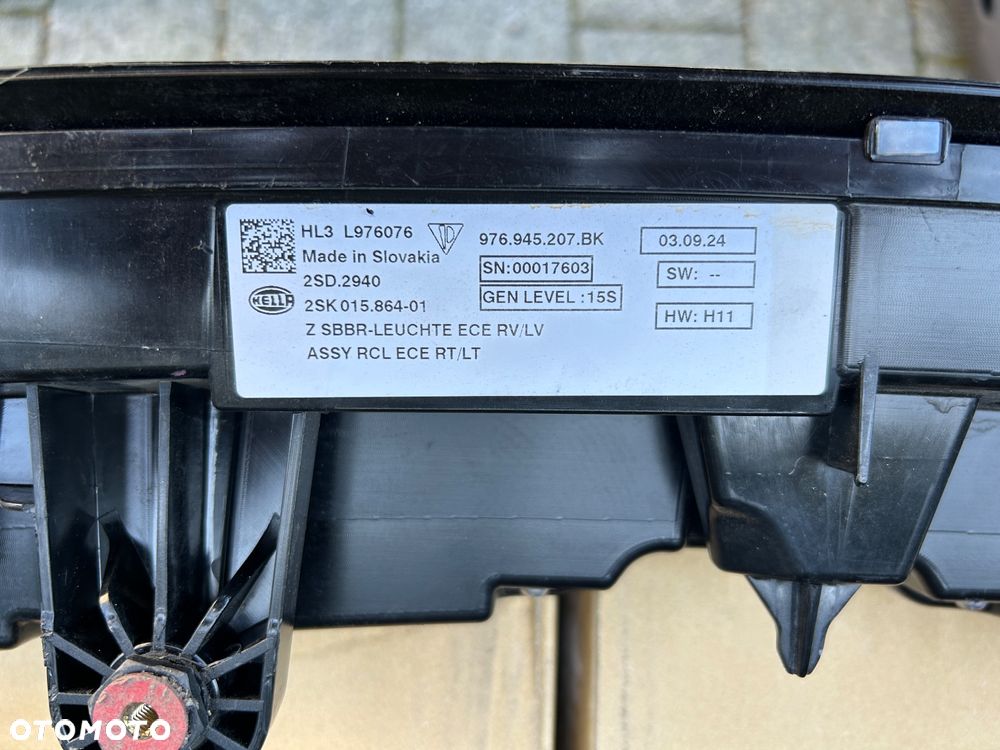 HL3 L976076
Made in Slovakia
2SD.2940
HELLA
2SK 015.864-01
Z SBBR-LEUCHTE ECE RV/LV
ASSY RCL ECE RT/LT
976.945.207.BK
SN:00017603
GEN LEVEL :15S
03.09.24
SW: --
HW: H11
OTOMOTO